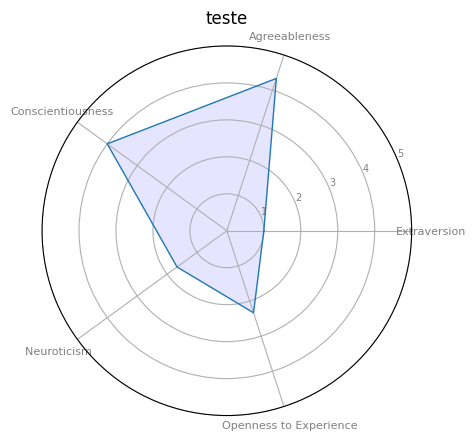 teste
Agreeableness
Conscientiousness
5
4
3
2
1
Extraversion
Neuroticism
Openness to Experience